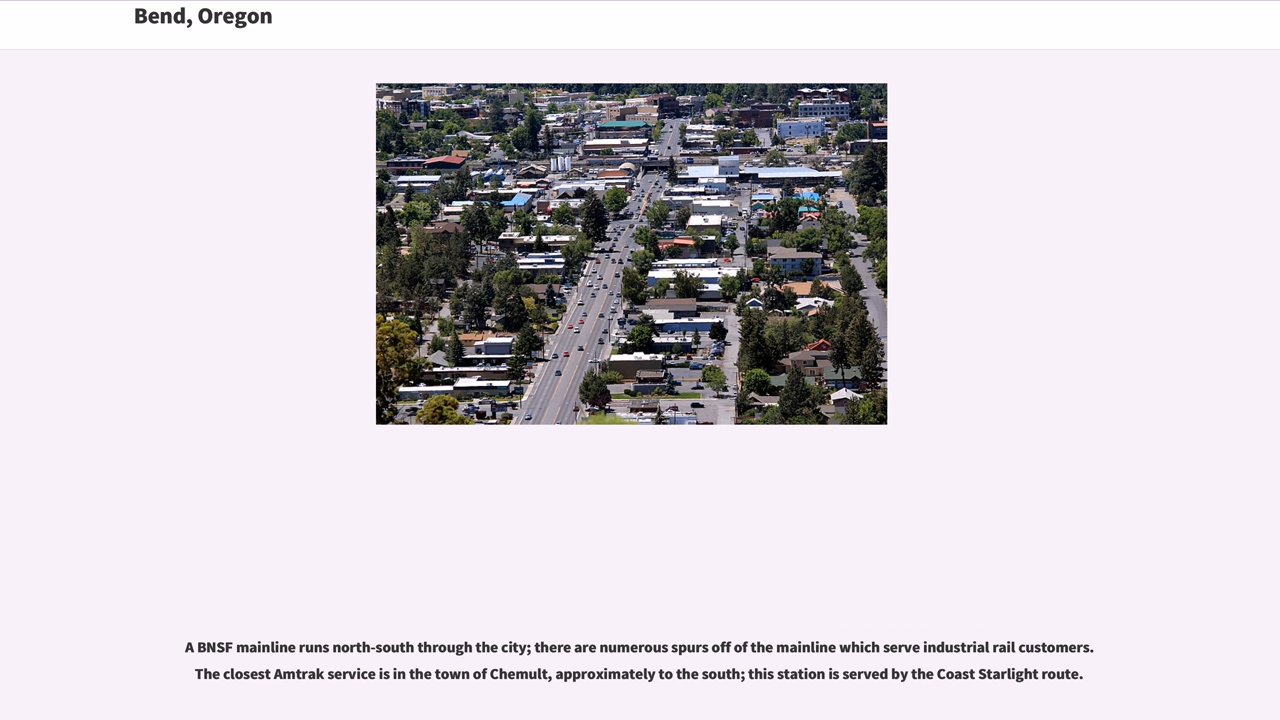 Bend, Oregon
A BNSF mainline runs north-south through the city; there are numerous spurs off of the mainline which serve industrial rail customers.
The closest Amtrak service is in the town of Chemult, approximately to the south; this station is served by the Coast Starlight route.